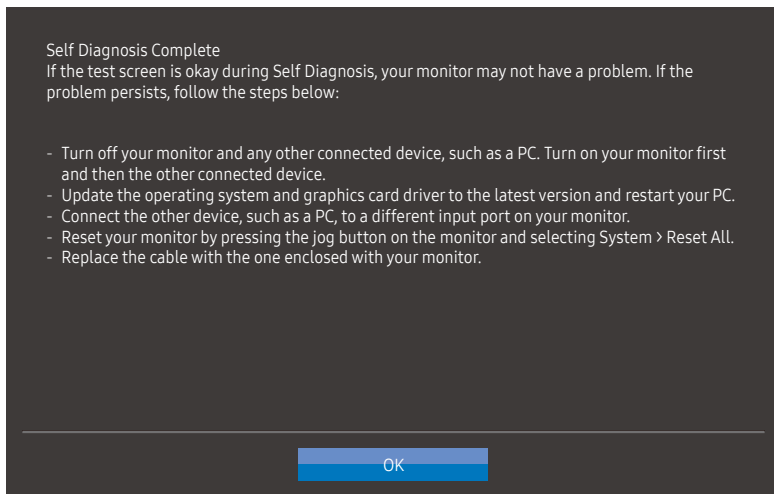 Self Diagnosis Complete
If the test screen is okay during Self Diagnosis, your monitor may not have a problem. If the
problem persists, follow the steps below:
- Turn off your monitor and any other connected device, such as a PC. Turn on your monitor first
and then the other connected device.
- Update the operating system and graphics card driver to the latest version and restart your PC.
- Connect the other device, such as a PC, to a different input port on your monitor.
- Reset your monitor by pressing the jog button on the monitor and selecting System > Reset All.
- Replace the cable with the one enclosed with your monitor.
OK